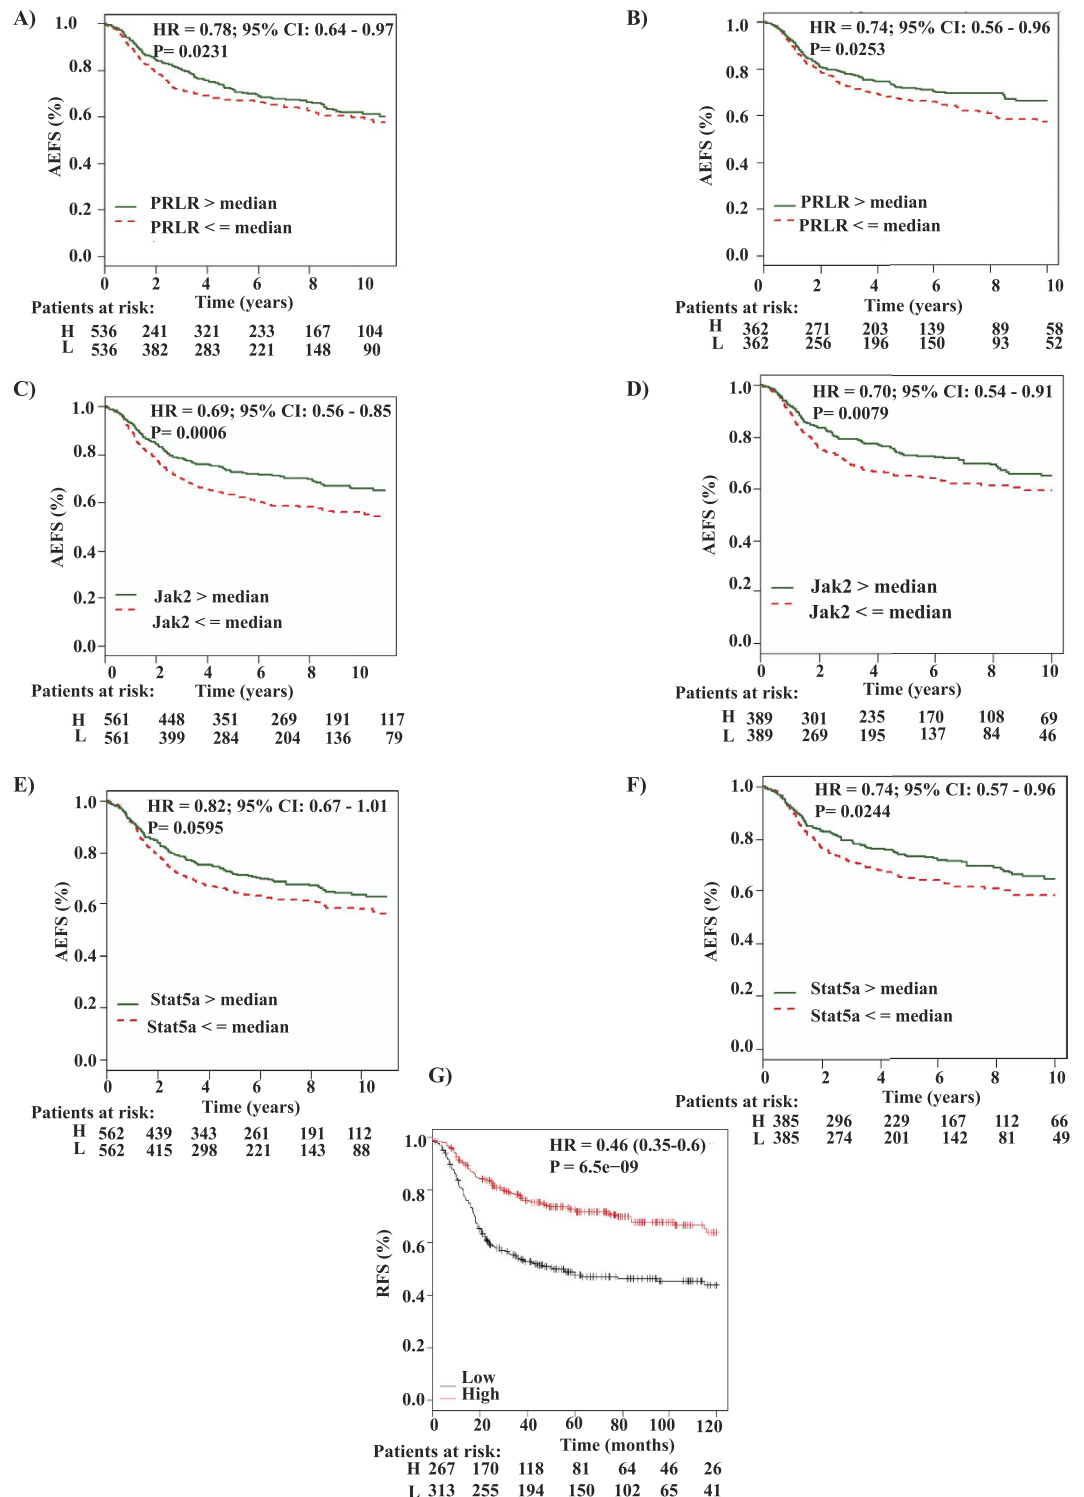 A)
HR = 0.78; 95% CI: 0.64 - 0.97
P= 0.0231
AEFS (%)
1.0
0.8
0.6
0.4
0.2
0.0
PRLR > median
PRLR < = median
0 2 4 6 8 10
Time (years)
Patients at risk:
H 536 241 321 233 167 104
L 536 382 283 221 148 90
B)
HR = 0.74; 95% CI: 0.56 - 0.96
P= 0.0253
AEFS (%)
1.0
0.8
0.6
0.4
0.2
0.0
PRLR > median
PRLR < = median
0 2 4 6 8 10
Time (years)
Patients at risk:
H 362 271 203 139 89 58
L 362 256 196 150 93 52
C)
HR = 0.69; 95% CI: 0.56 - 0.85
P= 0.0006
AEFS (%)
1.0
0.8
0.6
0.4
0.2
0.0
Jak2 > median
Jak2 < = median
0 2 4 6 8 10
Time (years)
Patients at risk:
H 561 448 351 269 191 117
L 561 399 284 204 136 79
D)
HR = 0.70; 95% CI: 0.54 - 0.91
P= 0.0079
AEFS (%)
1.0
0.8
0.6
0.4
0.2
0.0
Jak2 > median
Jak2 < = median
0 2 4 6 8 10
Time (years)
Patients at risk:
H 389 301 235 170 108 69
L 389 269 195 137 84 46
E)
HR = 0.82; 95% CI: 0.67 - 1.01
P= 0.0595
AEFS (%)
1.0
0.8
0.6
0.4
0.2
0.0
Stat5a > median
Stat5a < = median
0 2 4 6 8 10
Time (years)
Patients at risk:
H 562 439 343 261 191 112
L 562 415 298 221 143 88
F)
HR = 0.74; 95% CI: 0.57 - 0.96
P= 0.0244
AEFS (%)
1.0
0.8
0.6
0.4
0.2
0.0
Stat5a > median
Stat5a < = median
0 2 4 6 8 10
Time (years)
Patients at risk:
H 385 296 229 167 112 66
L 385 274 201 142 81 49
G)
HR = 0.46 (0.35-0.6)
P = 6.5e−09
RFS (%)
1.0
0.8
0.6
0.4
0.2
0.0
Low
High
0 20 40 60 80 100 120
Time (months)
Patients at risk:
H 267 170 118 81 64 46 26
L 313 255 194 150 102 65 41